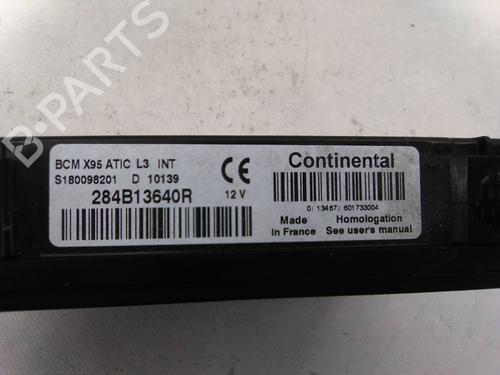 B-PARTS
BCM X95 ATIC L3 INT
S180098201 D 10139
284B13640R
CE
12 V
Continental
0| 13467| 601733004
Made in France
Homologation
See user's manual